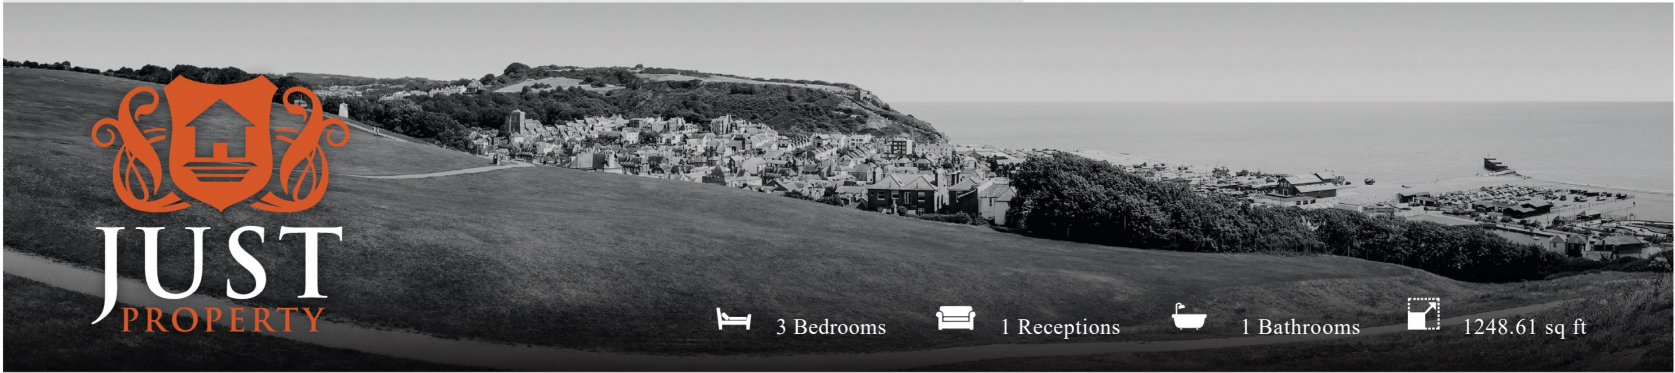 JUST
PROPERTY
3 Bedrooms
1 Receptions
1 Bathrooms
1248.61 sq ft